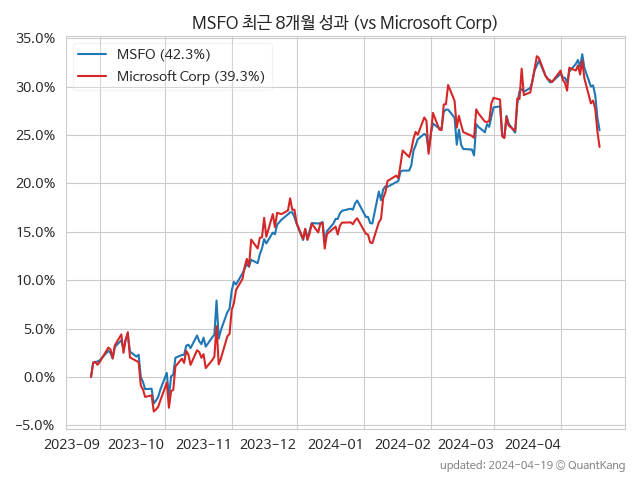 MSFO 최근 8개월 성과 (vs Microsoft Corp)
MSFO (42.3%)
Microsoft Corp (39.3%)
35.0%
30.0%
25.0%
20.0%
15.0%
10.0%
5.0%
0.0%
−5.0%
2023-09 2023-10 2023-11 2023-12 2024-01 2024-02 2024-03 2024-04
updated: 2024-04-19 © QuantKang